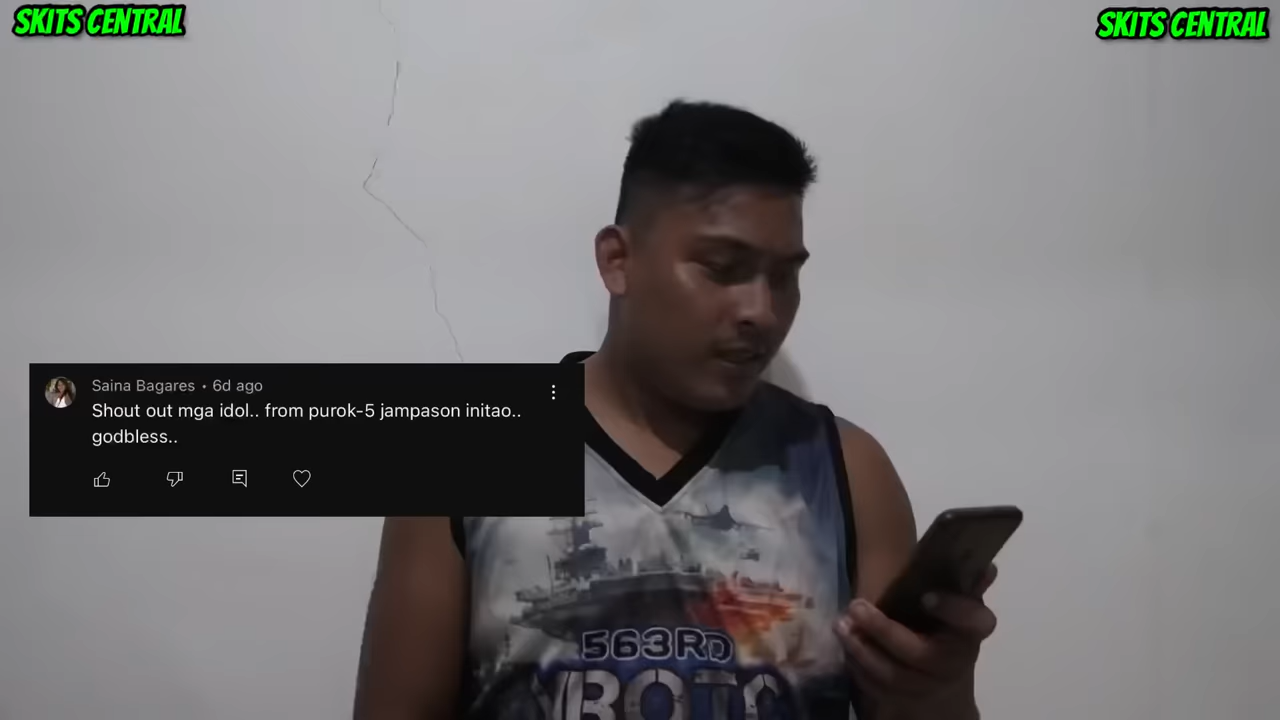 SKITS CENTRAL
SKITS CENTRAL
Saina Bagares • 6d ago
Shout out mga idol.. from purok-5 jampason initao..
godbless..
563RD